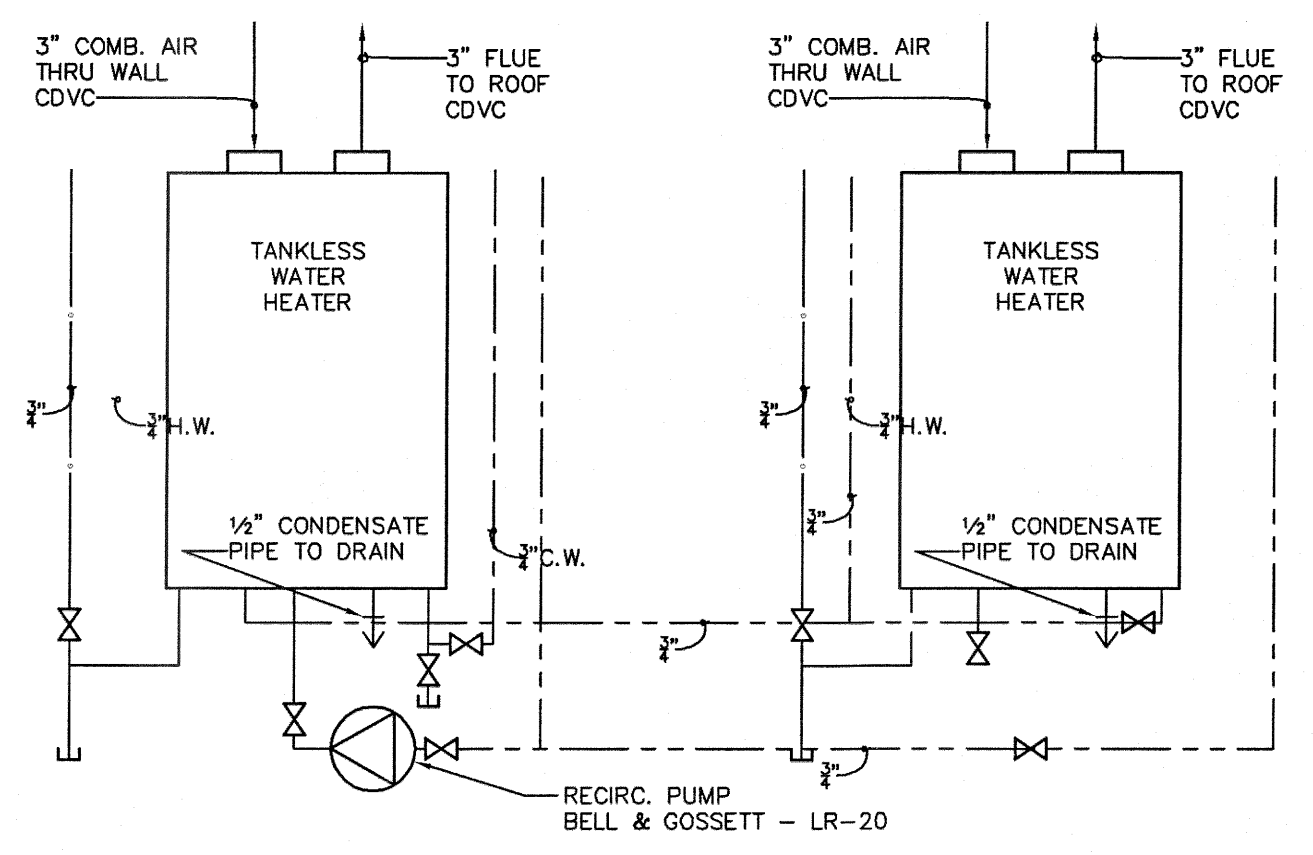 3" COMB. AIR
THRU WALL
CDVC
3" FLUE
TO ROOF
CDVC
3" COMB. AIR
THRU WALL
CDVC
3" FLUE
TO ROOF
CDVC
TANKLESS
WATER
HEATER
TANKLESS
WATER
HEATER
3/4"
3/4" H.W.
3/4"
3/4" H.W.
3/4"
1/2" CONDENSATE
PIPE TO DRAIN
3/4" C.W.
1/2" CONDENSATE
PIPE TO DRAIN
3/4"
3/4"
RECIRC. PUMP
BELL & GOSSETT - LR-20